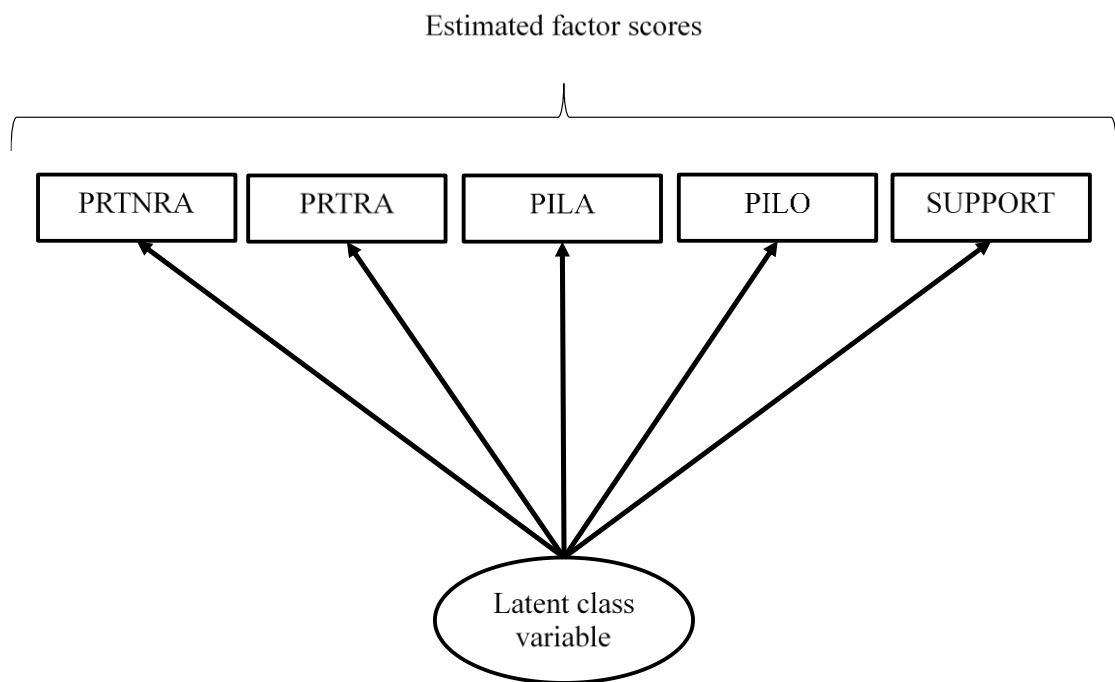 Estimated factor scores
PRTNRA
PRTRA
PILA
PILO
SUPPORT
Latent class
variable